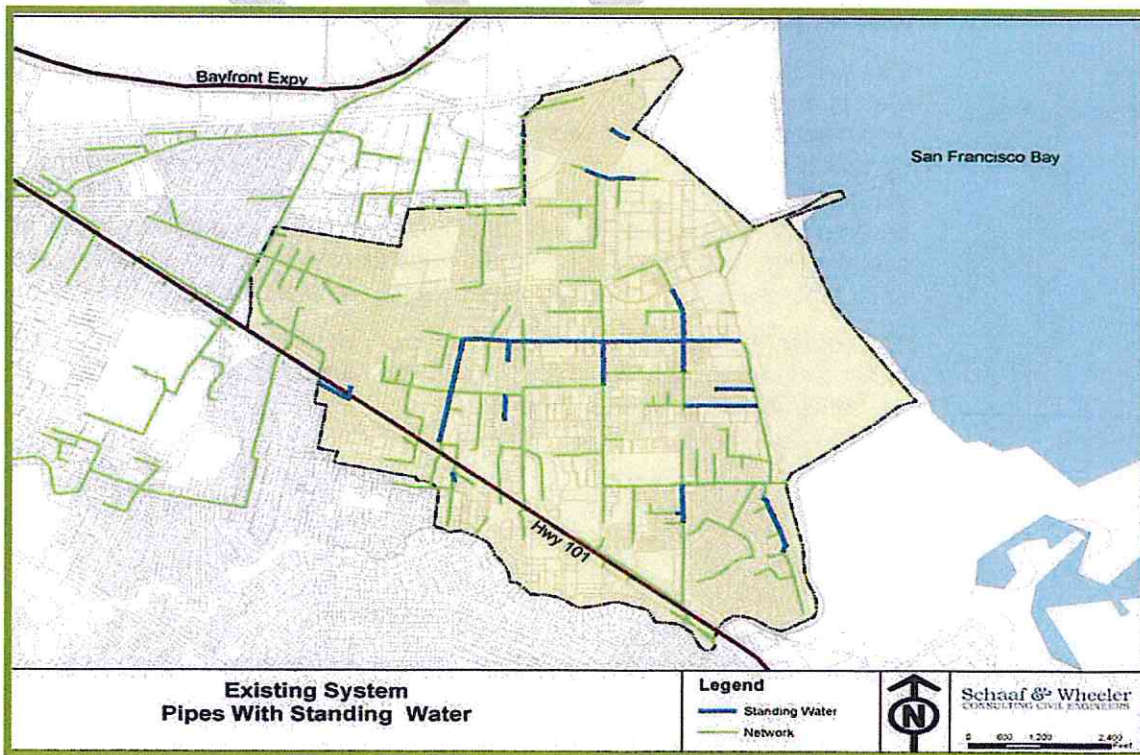 Bayfront Expy
San Francisco Bay
Hwy 101
Existing System
Pipes With Standing Water
Legend
Standing Water
Network
N
Schaaf & Wheeler
CONSULTING CIVIL ENGINEERS
0 600 1,200 2,400
Feet